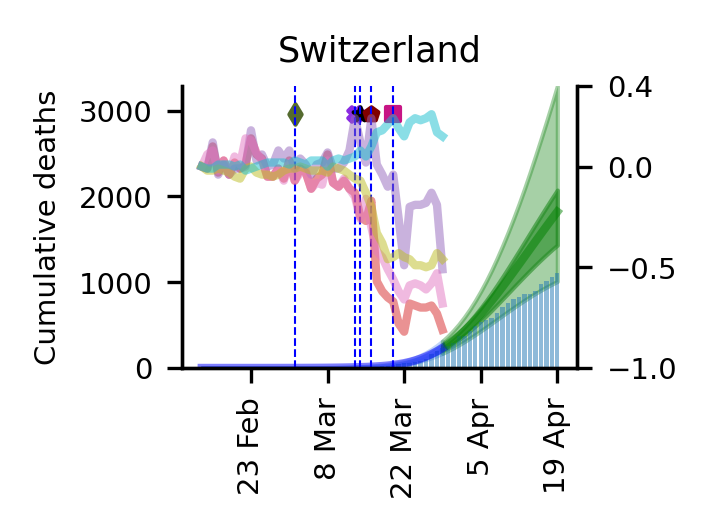 Switzerland
Cumulative deaths
3000
2000
1000
0
0.4
0.0
−0.5
−1.0
23 Feb
8 Mar
22 Mar
5 Apr
19 Apr